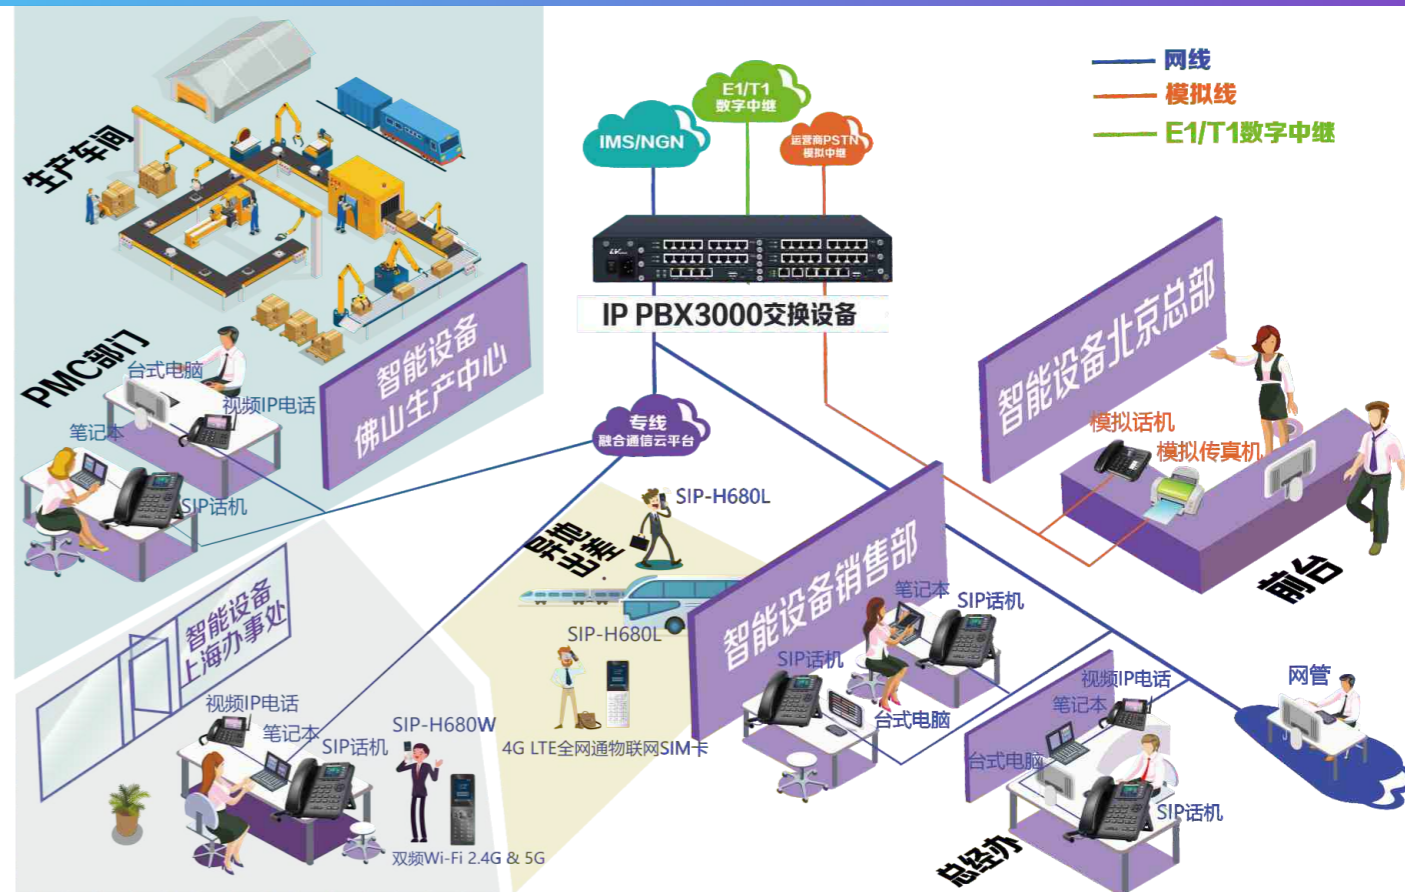 网线
模拟线
E1/T1数字中继
E1/T1
数字中继
IMS/NGN
运营商PSTN
模拟中继
IP PBX3000交换设备
专线
融合通信云平台
生产车间
PMC部门
台式电脑
视频IP电话
笔记本
SIP话机
智能设备
佛山生产中心
智能设备北京总部
模拟话机
模拟传真机
前台
异地
出差
SIP-H680L
SIP-H680L
4G LTE全网通物联网SIM卡
智能设备
上海办事处
视频IP电话
笔记本
SIP话机
SIP-H680W
双频Wi-Fi 2.4G & 5G
智能设备销售部
笔记本
SIP话机
SIP话机
台式电脑
视频IP电话
笔记本
台式电脑
SIP话机
总经办
网管